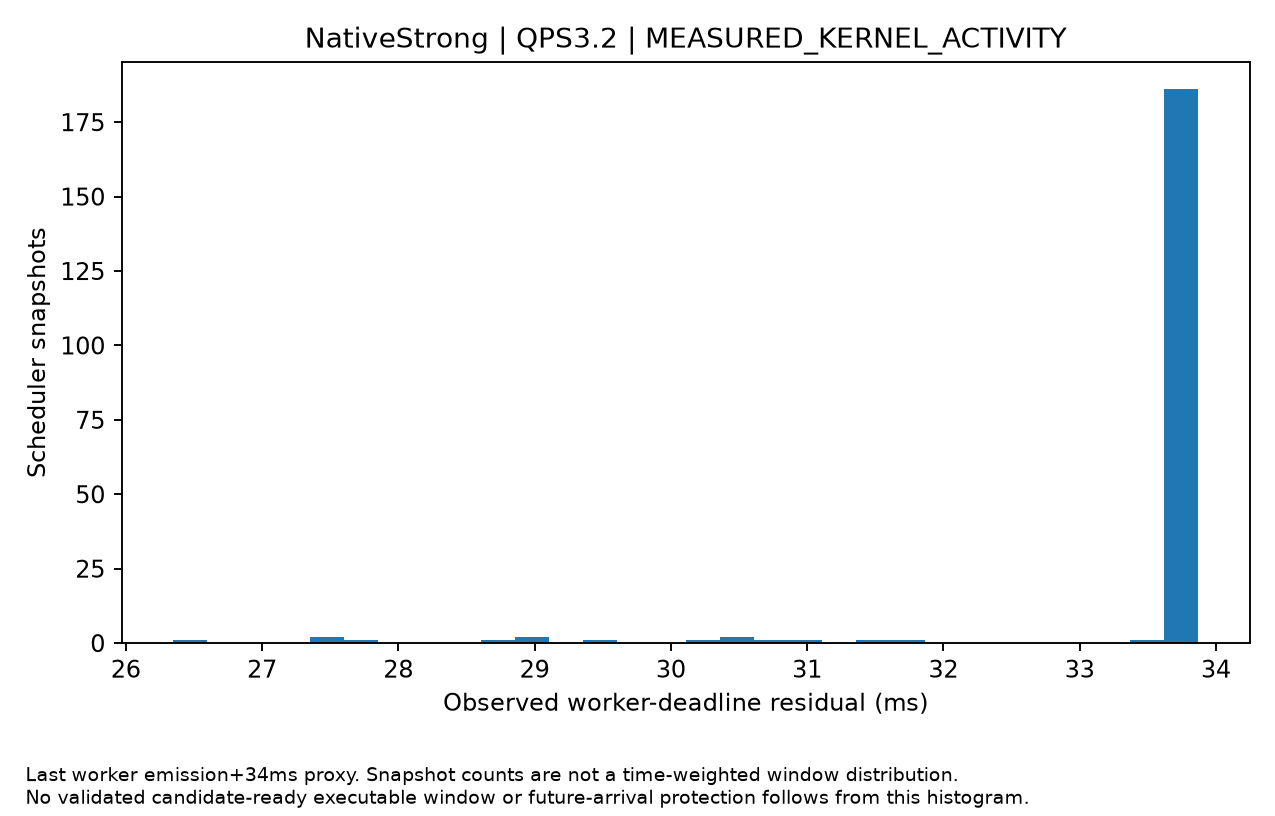 NativeStrong | QPS3.2 | MEASURED_KERNEL_ACTIVITY
175
150
125
100
75
50
25
0
Scheduler snapshots
26 27 28 29 30 31 32 33 34
Observed worker-deadline residual (ms)
Last worker emission+34ms proxy. Snapshot counts are not a time-weighted window distribution.
No validated candidate-ready executable window or future-arrival protection follows from this histogram.